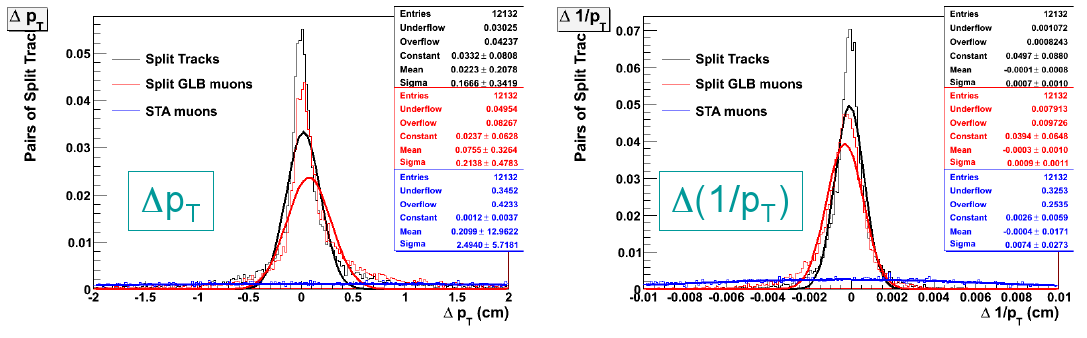 Δ p_T
Pairs of Split Trac
Split Tracks
Split GLB muons
STA muons
Δp_T
Entries 12132
Underflow 0.03025
Overflow 0.04237
Constant 0.0332 ± 0.0808
Mean 0.0223 ± 0.2078
Sigma 0.1666 ± 0.3419
Entries 12132
Underflow 0.04954
Overflow 0.08267
Constant 0.0237 ± 0.0628
Mean 0.0755 ± 0.3264
Sigma 0.2138 ± 0.4783
Entries 12132
Underflow 0.3452
Overflow 0.4233
Constant 0.0012 ± 0.0037
Mean 0.2099 ± 12.9622
Sigma 2.4940 ± 5.7181
0.05
0.04
0.03
0.02
0.01
0
-2 -1.5 -1 -0.5 0 0.5 1 1.5 2
Δ p_T (cm)
Δ 1/p_T
Pairs of Split Trac
Split Tracks
Split GLB muons
STA muons
Δ(1/p_T)
Entries 12132
Underflow 0.001072
Overflow 0.0008243
Constant 0.0497 ± 0.0880
Mean -0.0001 ± 0.0008
Sigma 0.0007 ± 0.0010
Entries 12132
Underflow 0.007913
Overflow 0.009726
Constant 0.0394 ± 0.0648
Mean -0.0003 ± 0.0010
Sigma 0.0009 ± 0.0011
Entries 12132
Underflow 0.3253
Overflow 0.2535
Constant 0.0026 ± 0.0059
Mean -0.0004 ± 0.0171
Sigma 0.0074 ± 0.0273
0.07
0.06
0.05
0.04
0.03
0.02
0.01
0
-0.01 -0.008 -0.006 -0.004 -0.002 0 0.002 0.004 0.006 0.008 0.01
Δ 1/p_T (cm)